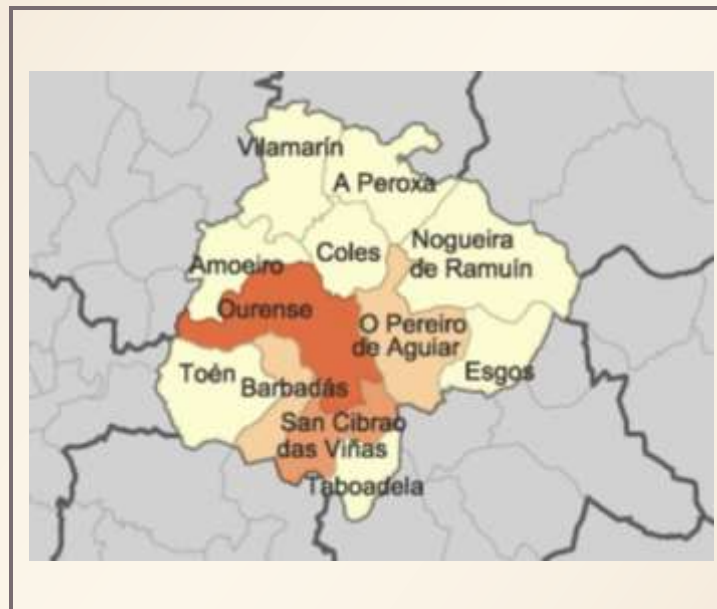 Vilamarín
A Peroxa
Nogueira
de Ramuín
Coles
Amoeiro
Ourense
O Pereiro
de Aguiar
Toén
Barbadás
Esgos
San Cibrao
das Viñas
Taboadela